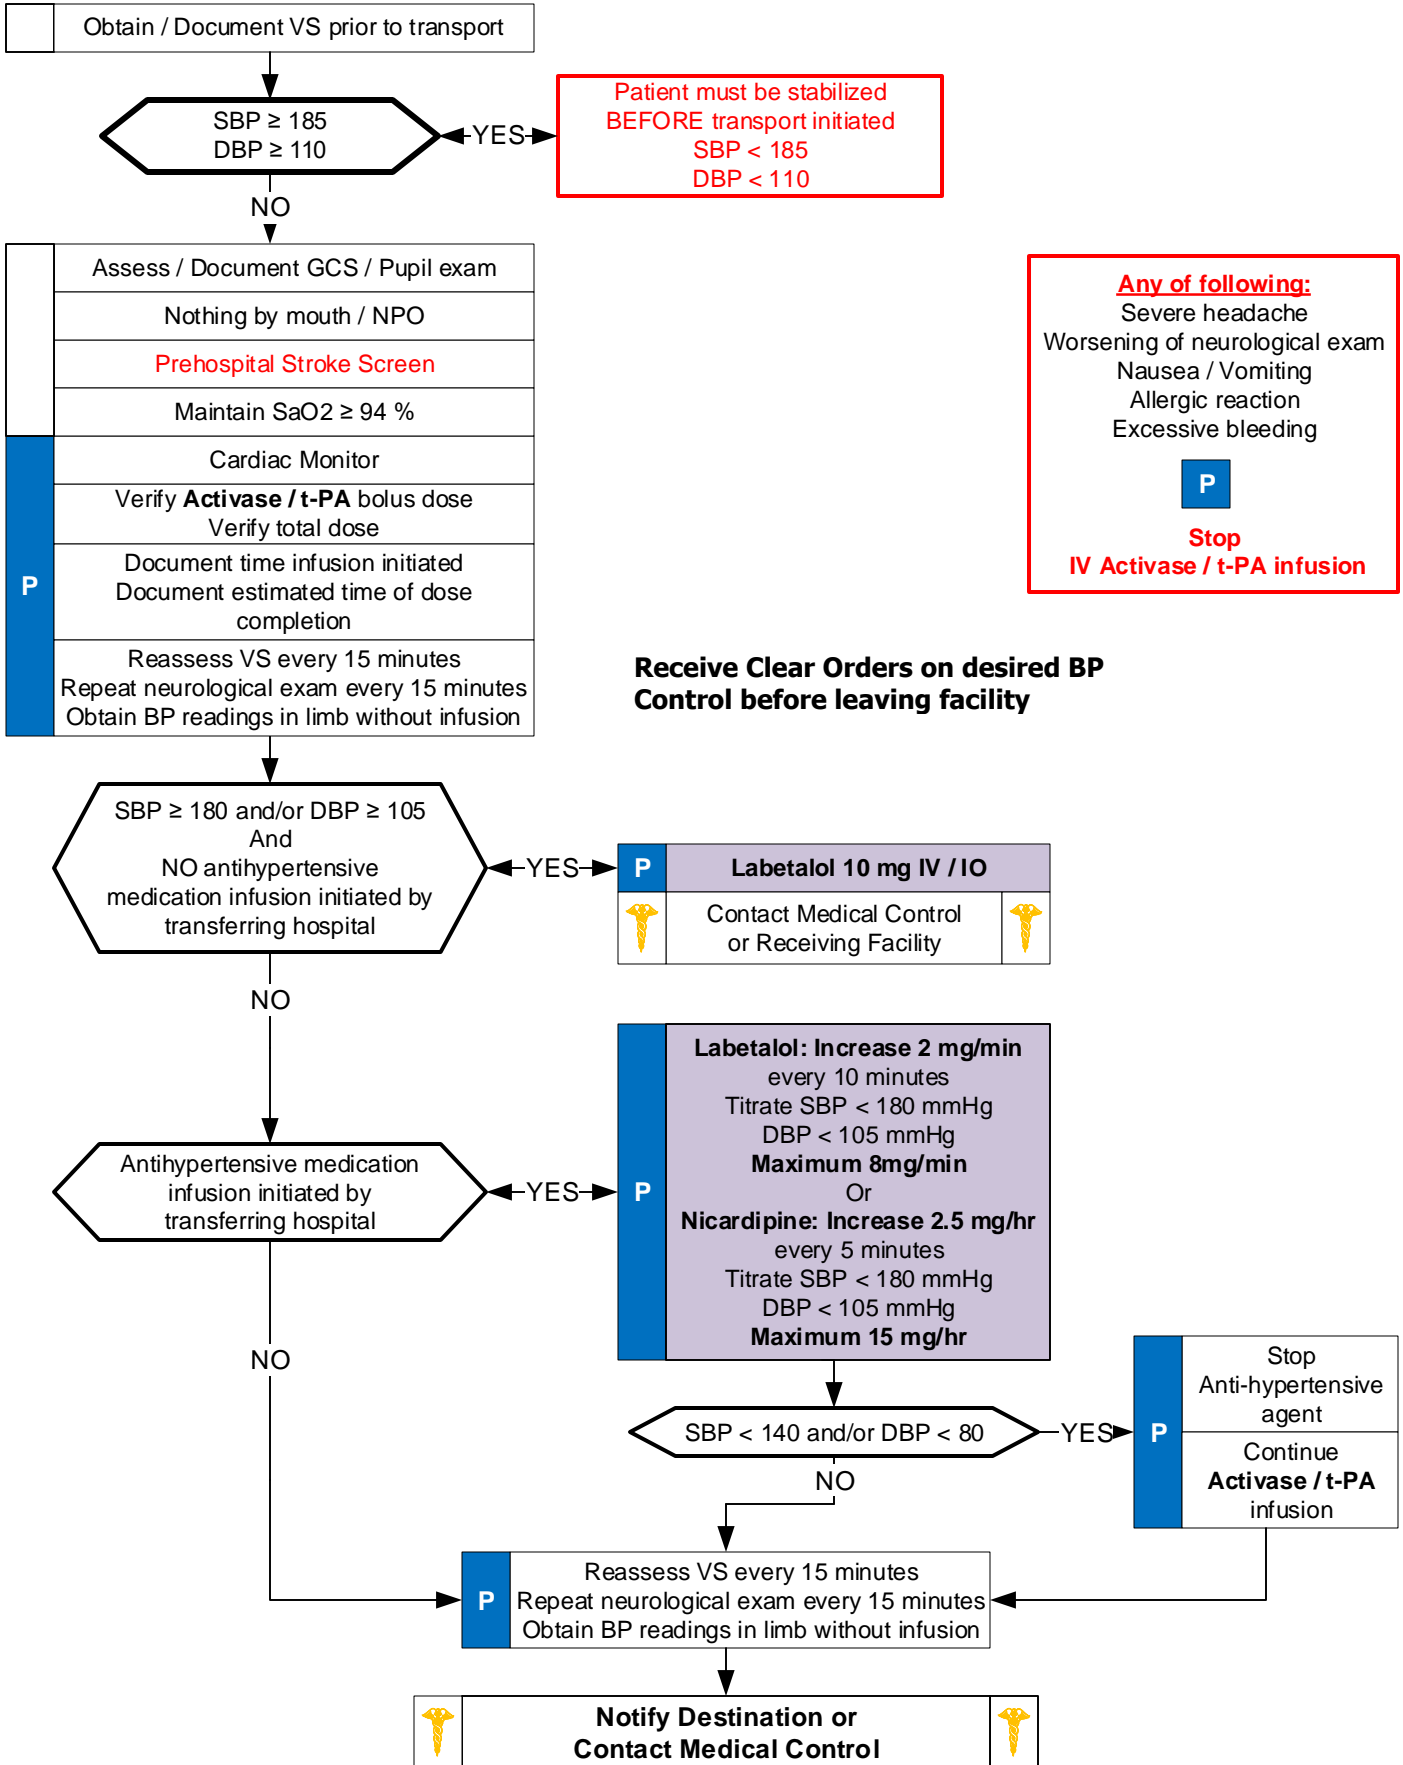 Obtain / Document VS prior to transport
SBP ≥ 185
DBP ≥ 110
YES
Patient must be stabilized
BEFORE transport initiated
SBP < 185
DBP < 110
NO
Assess / Document GCS / Pupil exam
Nothing by mouth / NPO
Prehospital Stroke Screen
Maintain SaO2 ≥ 94 %
P
Cardiac Monitor
Verify Activase / t-PA bolus dose
Verify total dose
Document time infusion initiated
Document estimated time of dose
completion
Reassess VS every 15 minutes
Repeat neurological exam every 15 minutes
Obtain BP readings in limb without infusion
Any of following:
Severe headache
Worsening of neurological exam
Nausea / Vomiting
Allergic reaction
Excessive bleeding
P
Stop
IV Activase / t-PA infusion
Receive Clear Orders on desired BP
Control before leaving facility
SBP ≥ 180 and/or DBP ≥ 105
And
NO antihypertensive
medication infusion initiated by
transferring hospital
YES
P
Labetalol 10 mg IV / IO
Contact Medical Control
or Receiving Facility
NO
Antihypertensive medication
infusion initiated by
transferring hospital
YES
P
Labetalol: Increase 2 mg/min
every 10 minutes
Titrate SBP < 180 mmHg
DBP < 105 mmHg
Maximum 8mg/min
Or
Nicardipine: Increase 2.5 mg/hr
every 5 minutes
Titrate SBP < 180 mmHg
DBP < 105 mmHg
Maximum 15 mg/hr
NO
SBP < 140 and/or DBP < 80
YES
P
Stop
Anti-hypertensive
agent
Continue
Activase / t-PA
infusion
NO
P
Reassess VS every 15 minutes
Repeat neurological exam every 15 minutes
Obtain BP readings in limb without infusion
Notify Destination or
Contact Medical Control